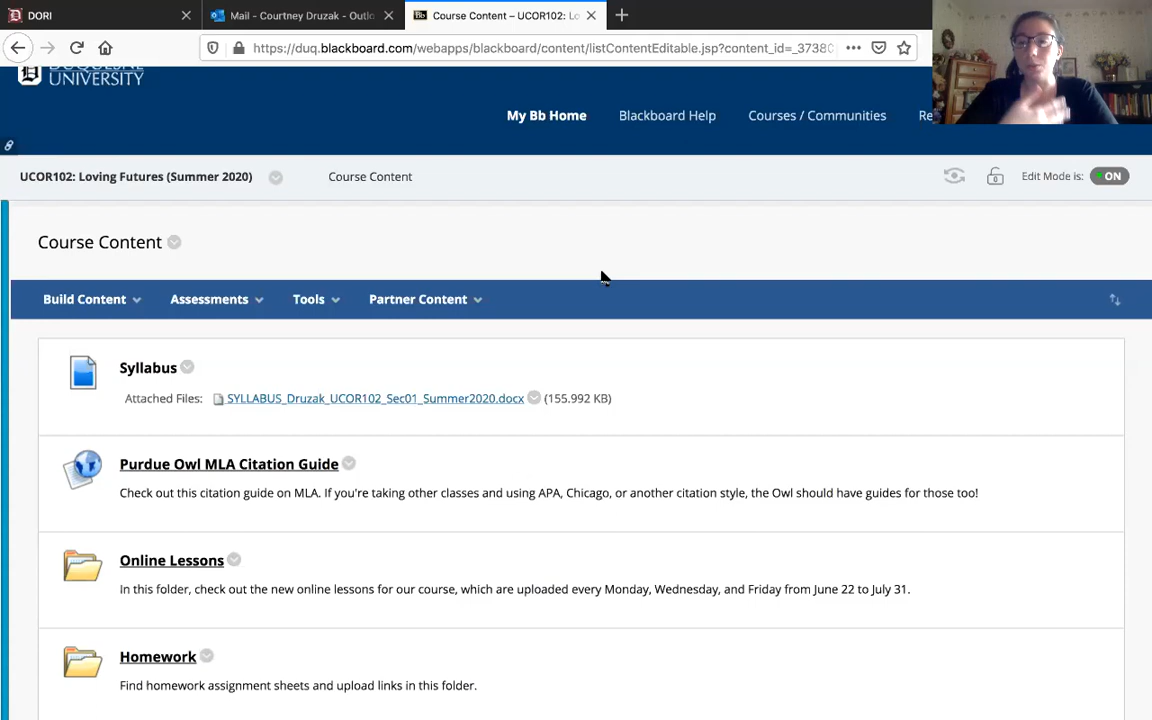 DORI
Mail - Courtney Druzak - Outlo
Course Content – UCOR102: Lo
https://duq.blackboard.com/webapps/blackboard/content/listContentEditable.jsp?content_id=_3738
DUQUESNE
UNIVERSITY
My Bb Home
Blackboard Help
Courses / Communities
Re
UCOR102: Loving Futures (Summer 2020)
Course Content
Edit Mode is: ON
Course Content
Build Content
Assessments
Tools
Partner Content
Syllabus
Attached Files: SYLLABUS_Druzak_UCOR102_Sec01_Summer2020.docx (155.992 KB)
Purdue Owl MLA Citation Guide
Check out this citation guide on MLA. If you're taking other classes and using APA, Chicago, or another citation style, the Owl should have guides for those too!
Online Lessons
In this folder, check out the new online lessons for our course, which are uploaded every Monday, Wednesday, and Friday from June 22 to July 31.
Homework
Find homework assignment sheets and upload links in this folder.